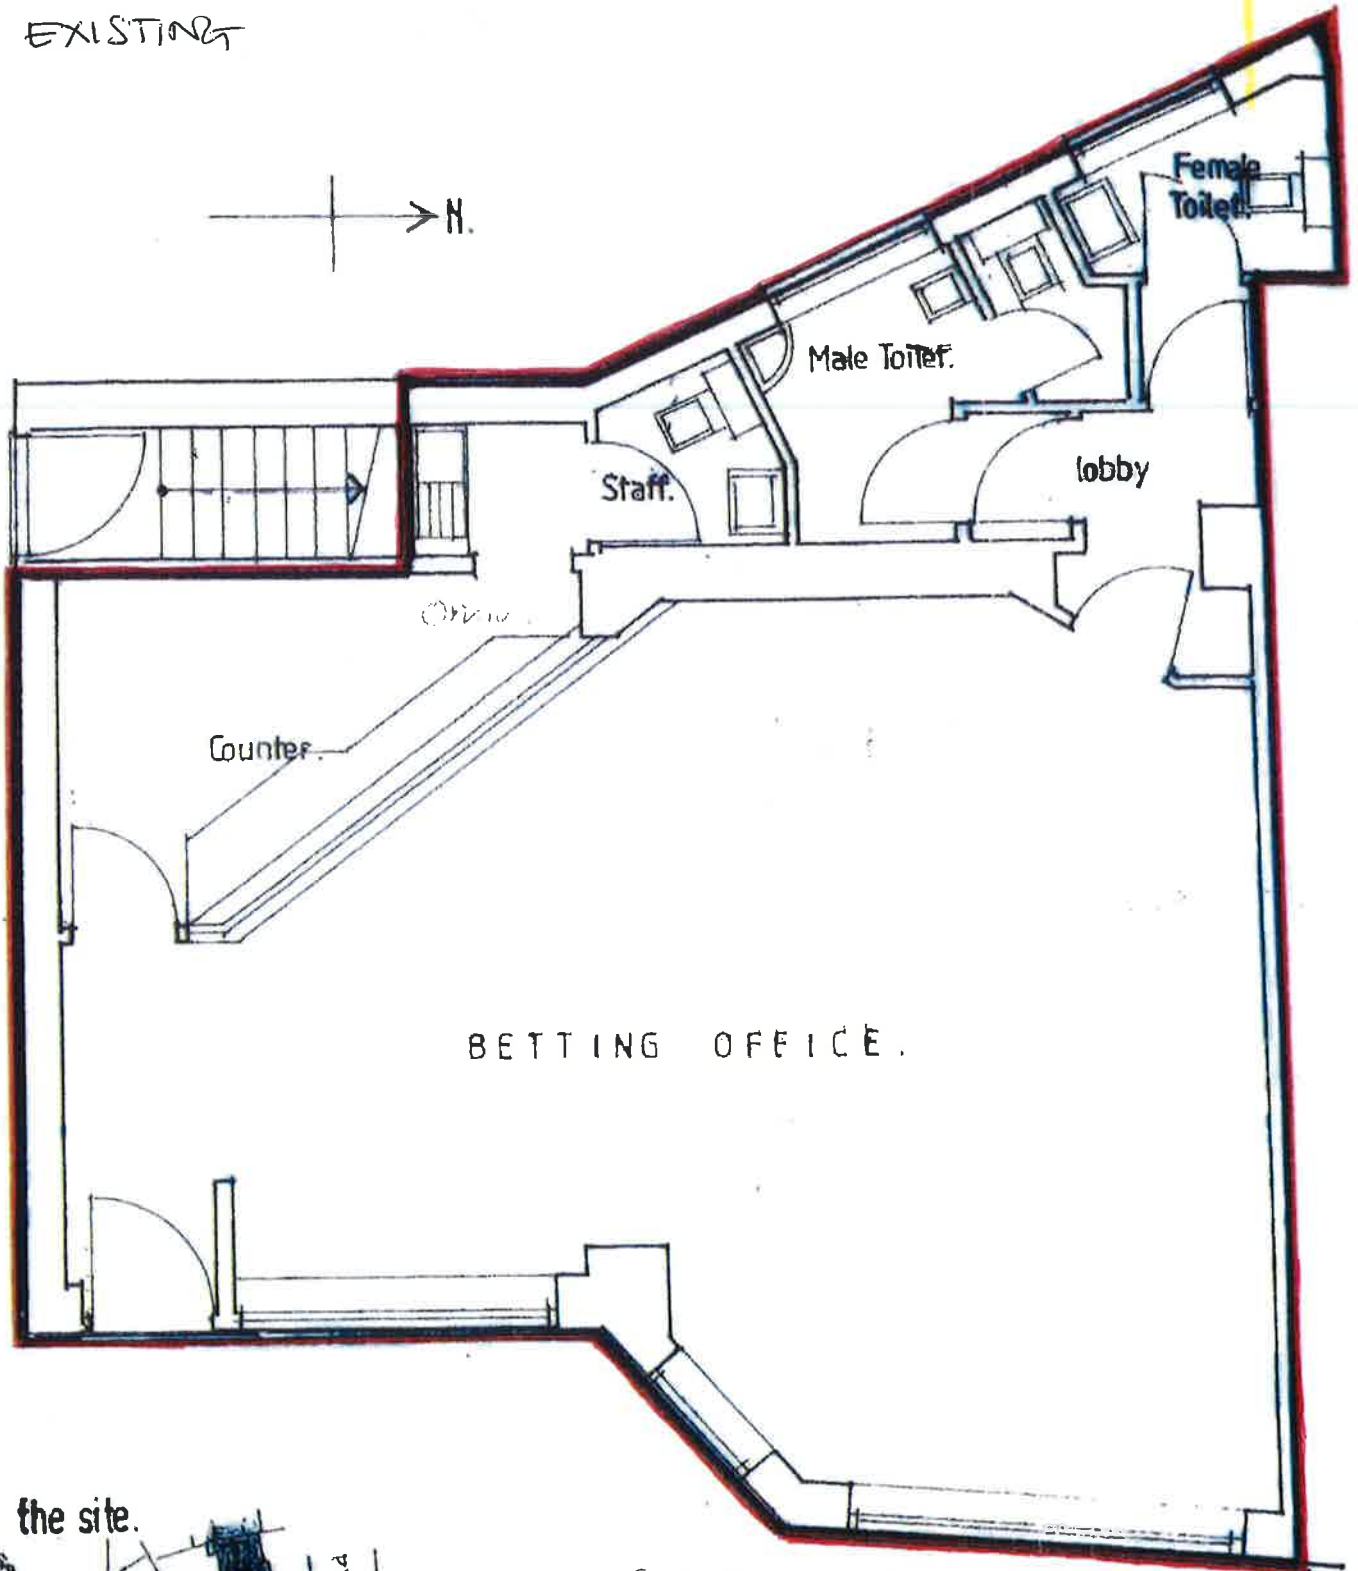 EXISTING
N.
Female
Toilet.
Male Toilet.
lobby
Staff.
Counter.
BETTING OFFICE.
the site.